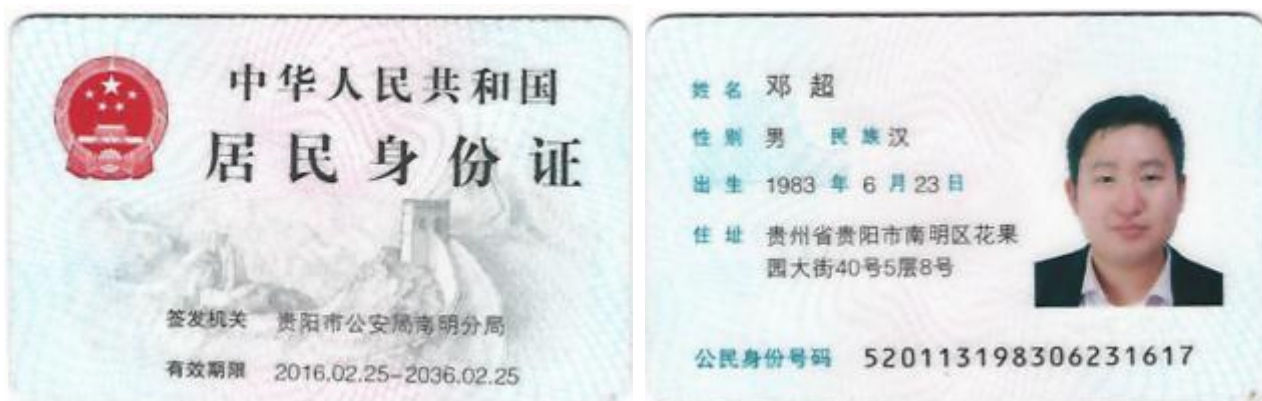 中华人民共和国
居民身份证
签发机关 贵阳市公安局南明分局
有效期限 2016.02.25-2036.02.25
姓名 邓超
性别 男 民族 汉
出生 1983 年 6 月 23 日
住址 贵州省贵阳市南明区花果
园大街40号5层8号
公民身份号码 520113198306231617